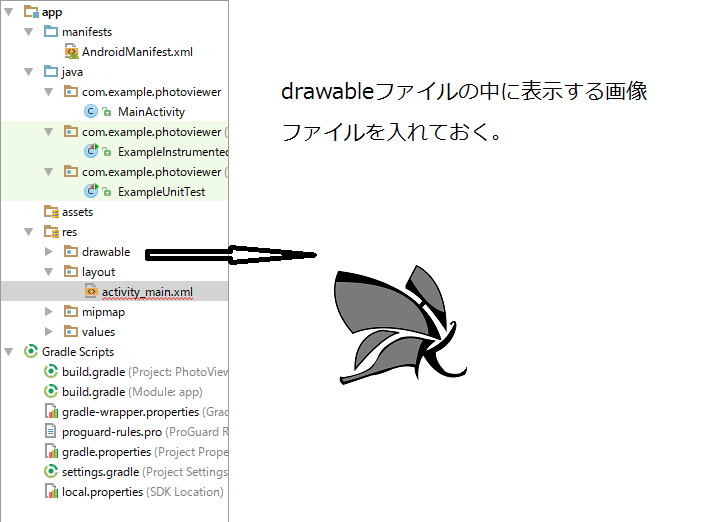 app
manifests
AndroidManifest.xml
java
com.example.photoviewer
MainActivity
com.example.photoviewer (
ExampleInstrumented
com.example.photoviewer (
ExampleUnitTest
assets
res
drawable
layout
activity_main.xml
mipmap
values
Gradle Scripts
build.gradle (Project: PhotoView
build.gradle (Module: app)
gradle-wrapper.properties (Grad
proguard-rules.pro (ProGuard R
gradle.properties (Project Prope
settings.gradle (Project Settings
local.properties (SDK Location)
drawableファイルの中に表示する画像
ファイルを入れておく。